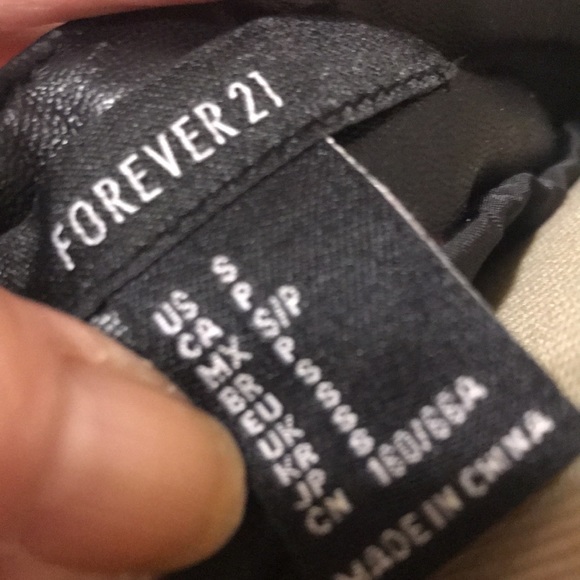 FOREVER 21
US S
CA P
MX S/P
BR P
EU S
UK S
KR S
JP S
CN 160/66A
MADE IN CHINA